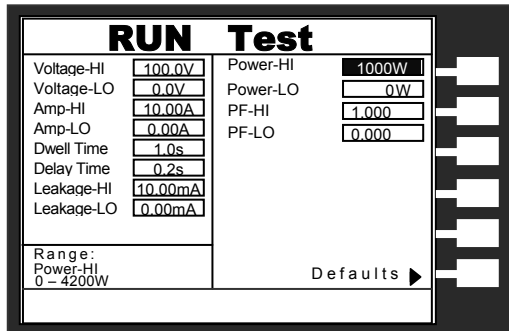 RUN Test
Voltage-HI 100.0V
Voltage-LO 0.0V
Amp-HI 10.00A
Amp-LO 0.00A
Dwell Time 1.0s
Delay Time 0.2s
Leakage-HI 10.00mA
Leakage-LO 0.00mA
Power-HI 1000W
Power-LO 0W
PF-HI 1.000
PF-LO 0.000
Range:
Power-HI
0 – 4200W
Defaults